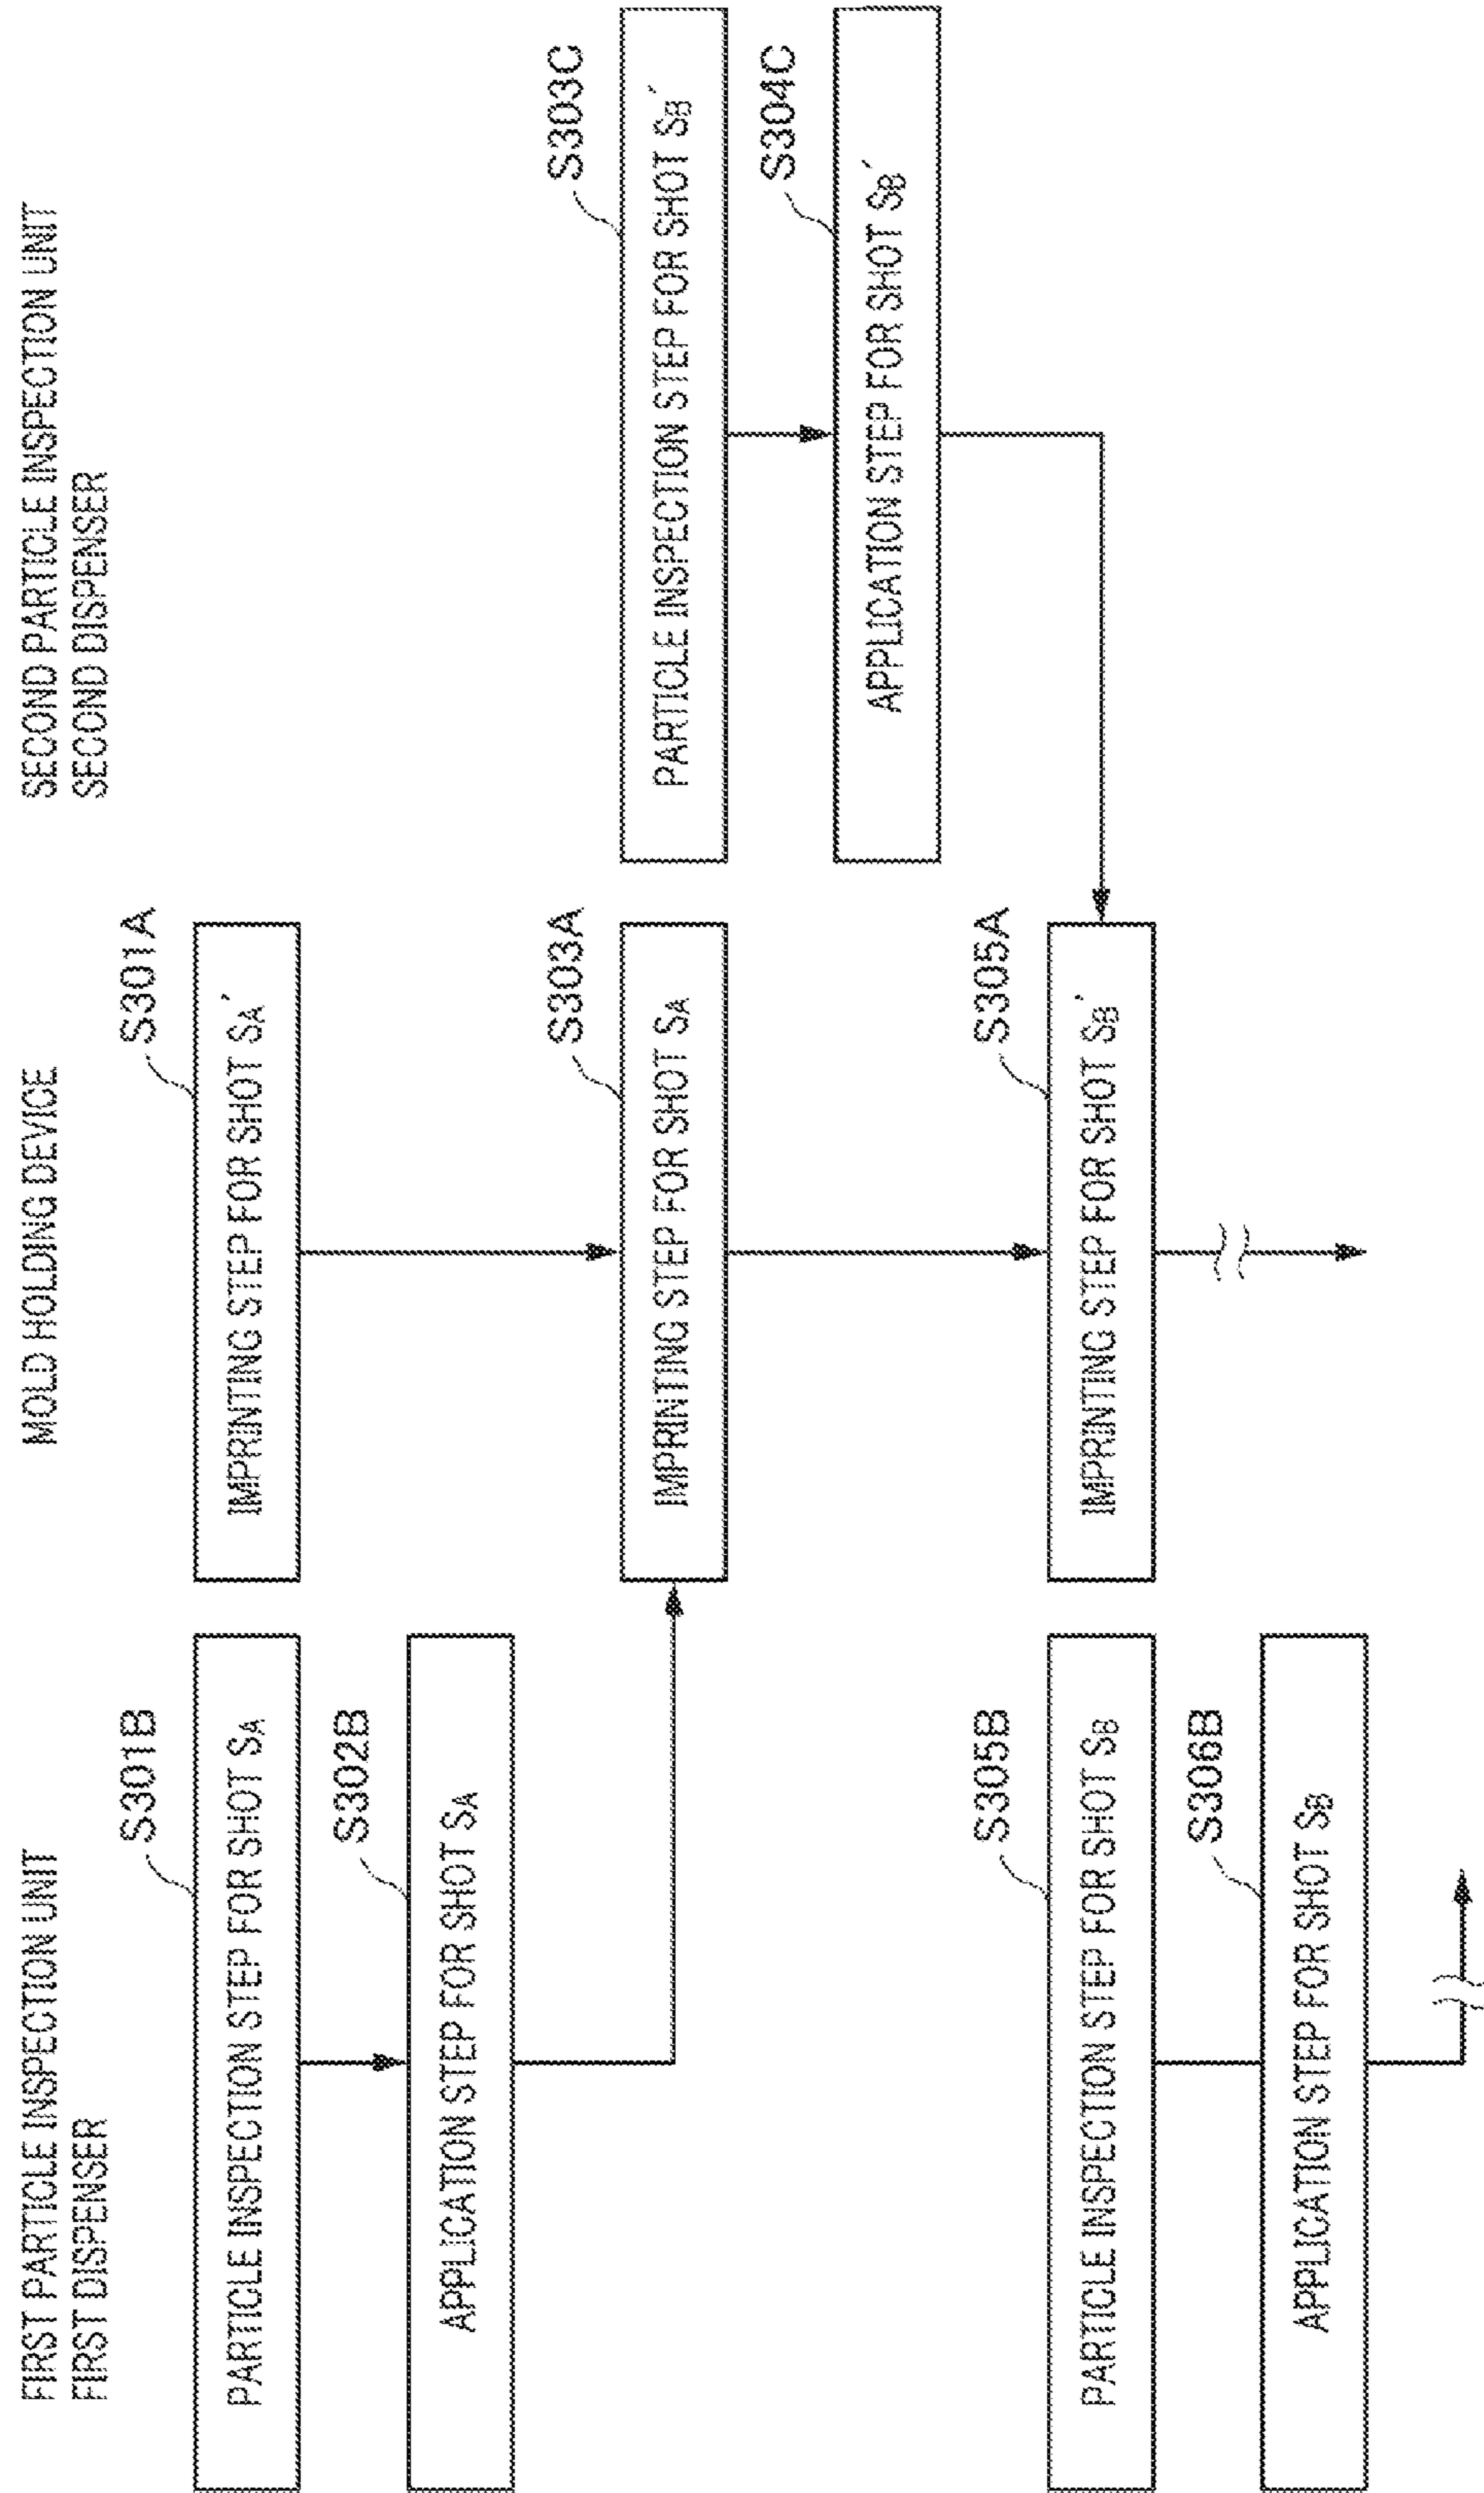 FIRST PARTICLE INSPECTION UNIT
FIRST DISPENSER
MOLD HOLDING DEVICE
SECOND PARTICLE INSPECTION UNIT
SECOND DISPENSER
S301B
PARTICLE INSPECTION STEP FOR SHOT SA
S301A
IMPRINTING STEP FOR SHOT SA′
S302B
APPLICATION STEP FOR SHOT SA
S303A
IMPRINTING STEP FOR SHOT SA
S303C
PARTICLE INSPECTION STEP FOR SHOT SB′
S304C
APPLICATION STEP FOR SHOT SB′
S305B
PARTICLE INSPECTION STEP FOR SHOT SB
S305A
IMPRINTING STEP FOR SHOT SB′
S306B
APPLICATION STEP FOR SHOT SB